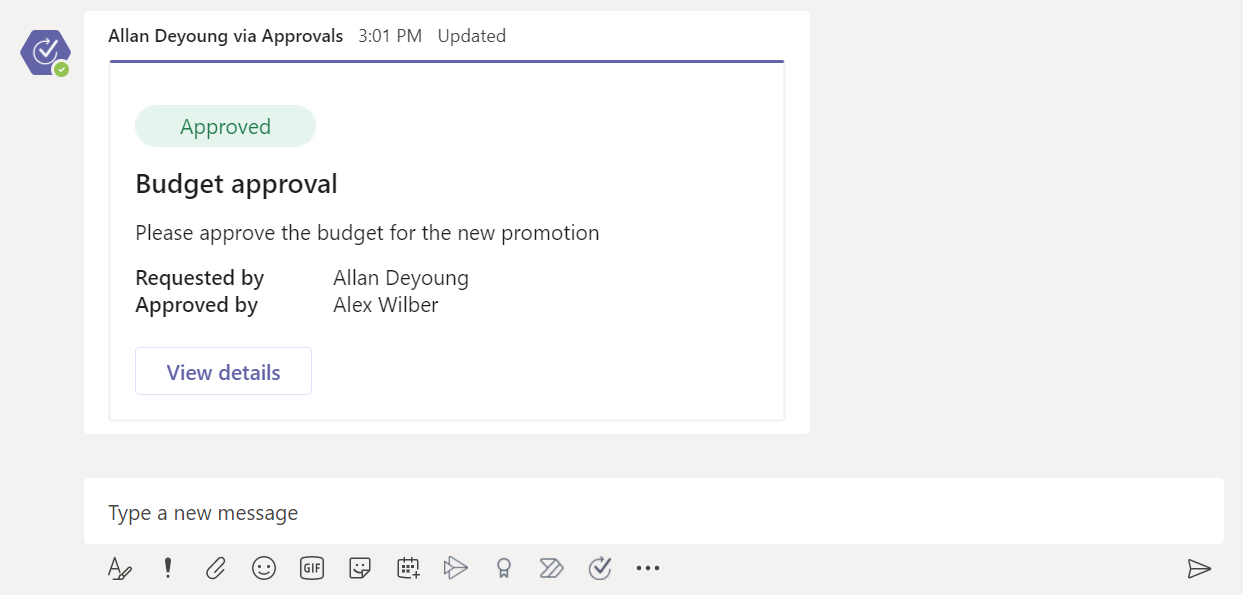 Allan Deyoung via Approvals 3:01 PM Updated
Approved
Budget approval
Please approve the budget for the new promotion
Requested by Allan Deyoung
Approved by Alex Wilber
View details
Type a new message
GIF